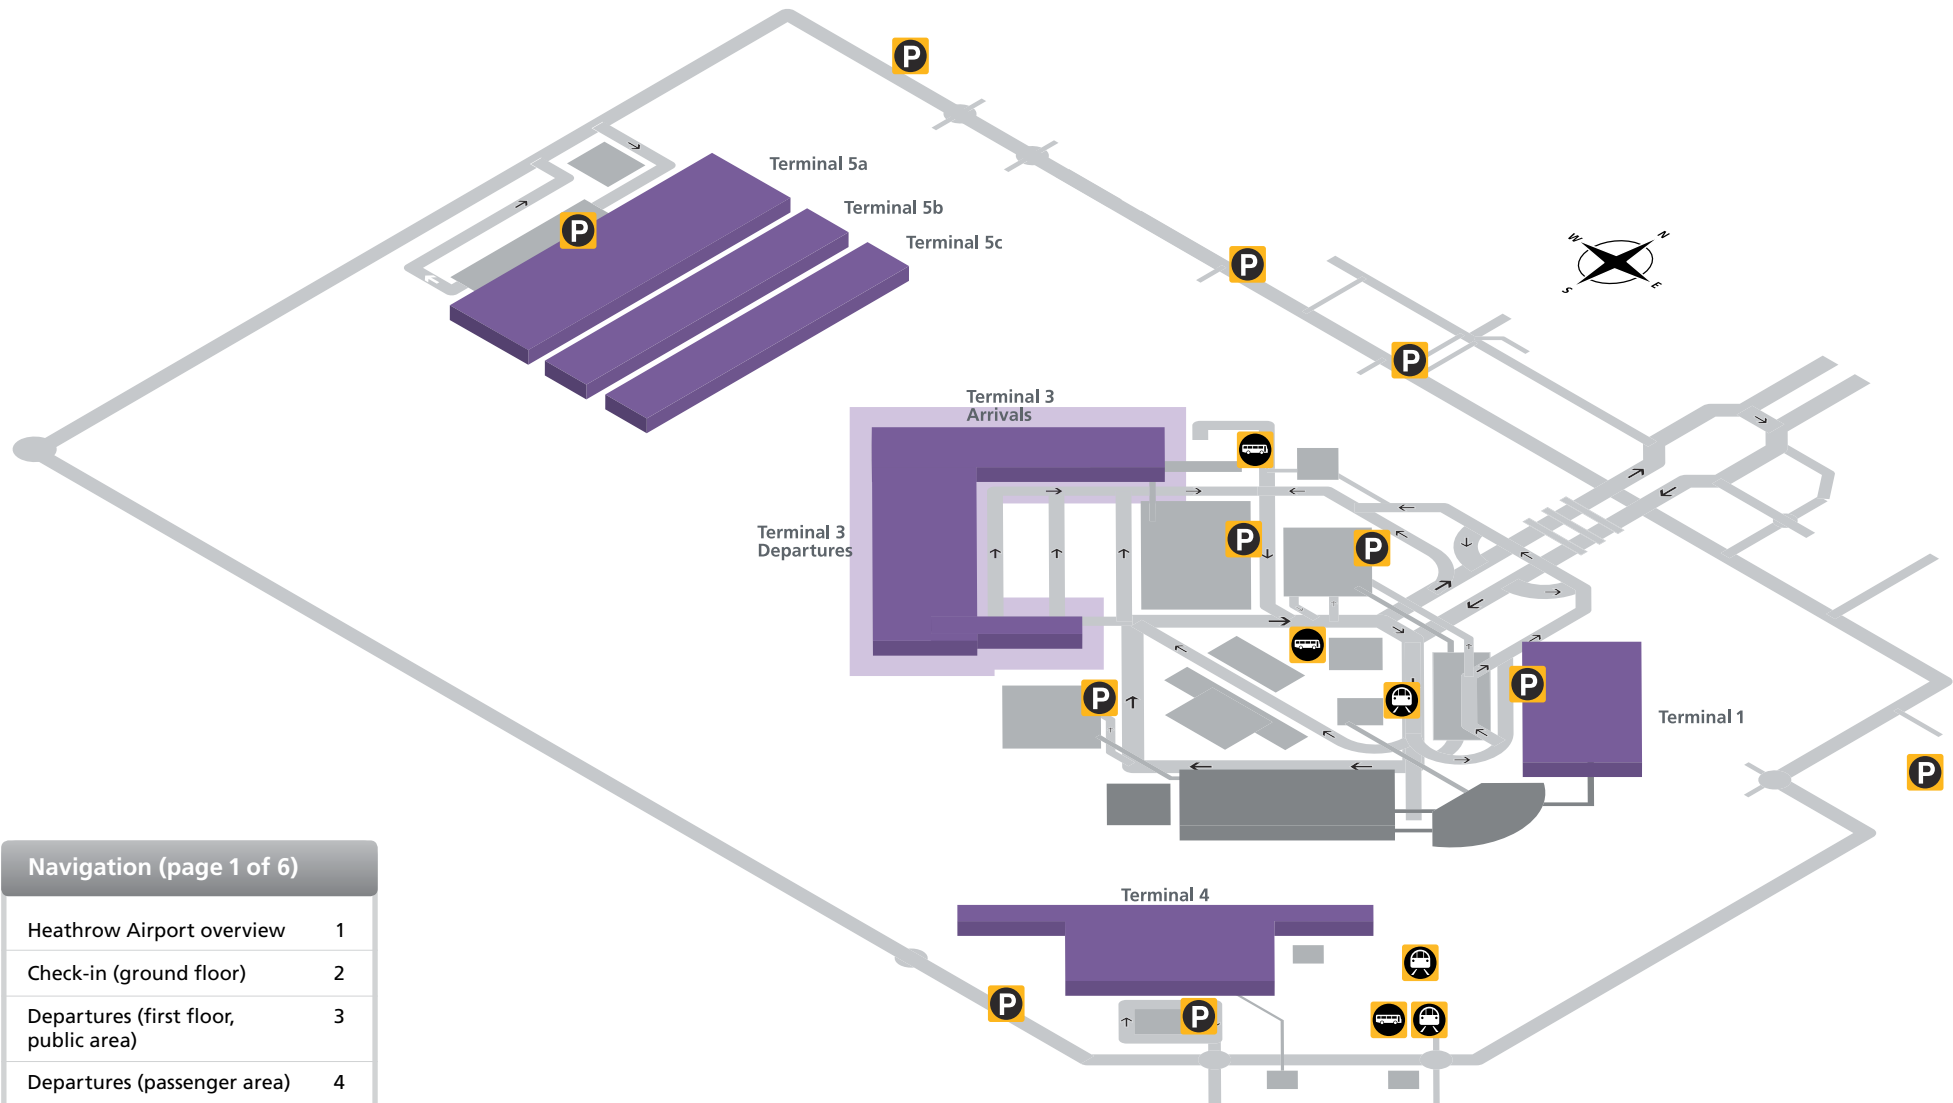 P
P
Terminal 5a
Terminal 5b
Terminal 5c
P
W
N
S
E
P
P
Terminal 3
Arrivals
Terminal 3
Departures
P
P
P
P
Terminal 1
P
Terminal 4
P
P
Navigation (page 1 of 6)
Heathrow Airport overview 1
Check-in (ground floor) 2
Departures (first floor, 3
public area)
Departures (passenger area) 4